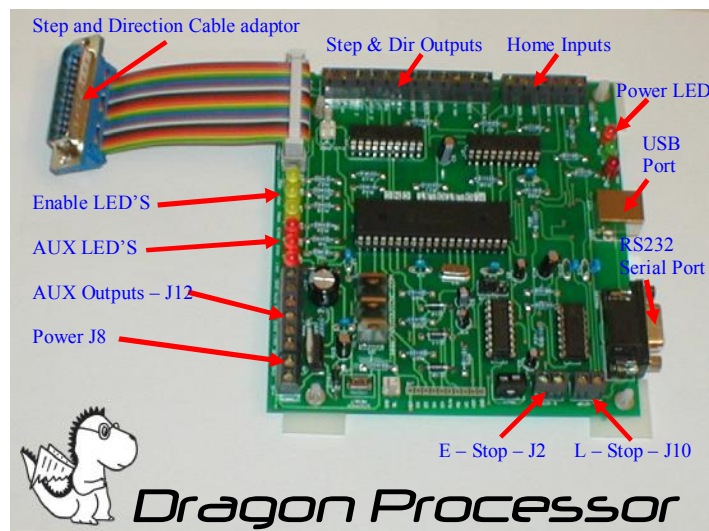 Step and Direction Cable adaptor
Step & Dir Outputs
Home Inputs
Power LED
USB
Port
Enable LED'S
AUX LED'S
RS232
Serial Port
AUX Outputs – J12
Power J8
E – Stop – J2
L – Stop – J10
Dragon Processor